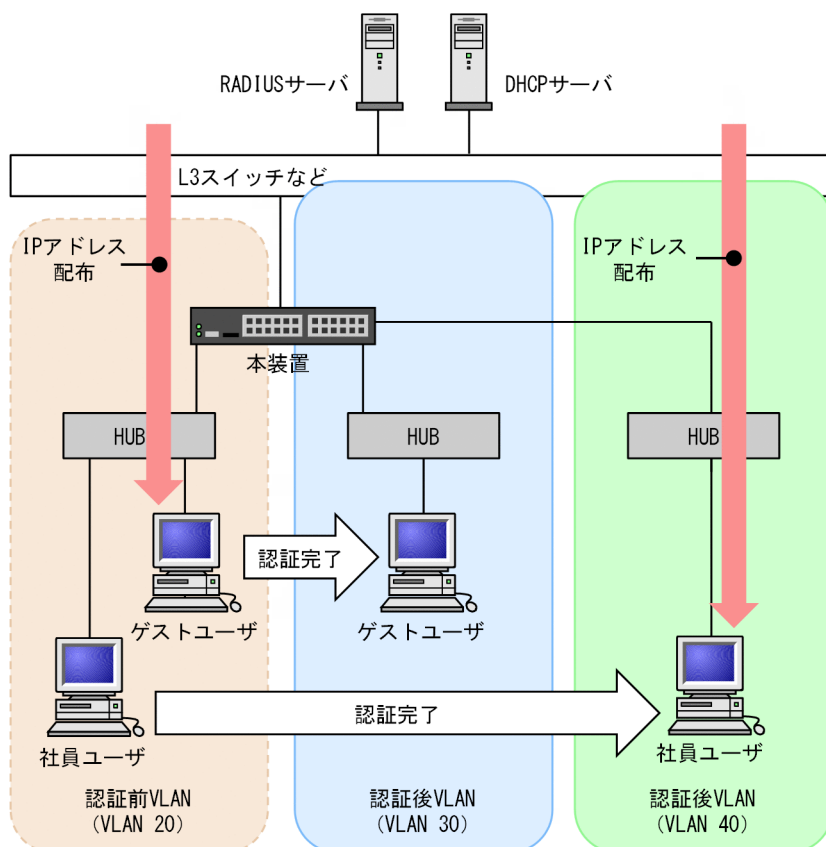 RADIUSサーバ
DHCPサーバ
L3スイッチなど
IPアドレス
配布
IPアドレス
配布
本装置
HUB
HUB
HUB
認証完了
ゲストユーザ
ゲストユーザ
認証完了
社員ユーザ
社員ユーザ
認証前VLAN
(VLAN 20)
認証後VLAN
(VLAN 30)
認証後VLAN
(VLAN 40)